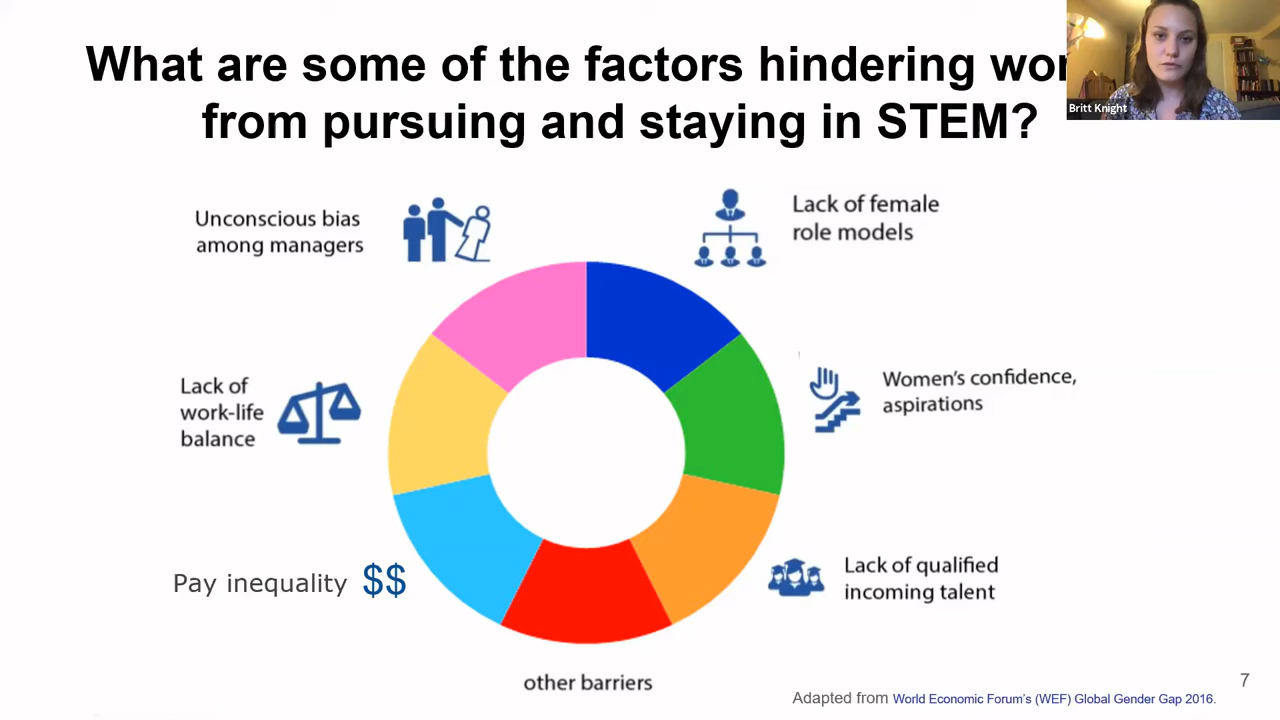 What are some of the factors hindering
from pursuing and staying in STEM?
Britt Knight
Unconscious bias
among managers
Lack of female
role models
Lack of
work-life
balance
Women's confidence,
aspirations
Pay inequality $$
Lack of qualified
incoming talent
other barriers
7
Adapted from World Economic Forum's (WEF) Global Gender Gap 2016.